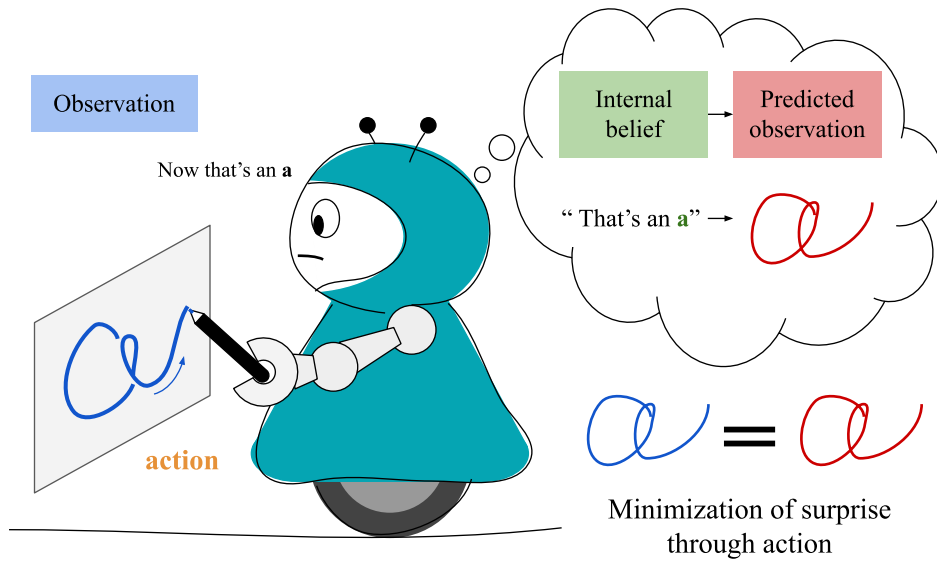 Observation
Now that's an a
action
Internal
belief
Predicted
observation
“ That's an a”
Minimization of surprise
through action